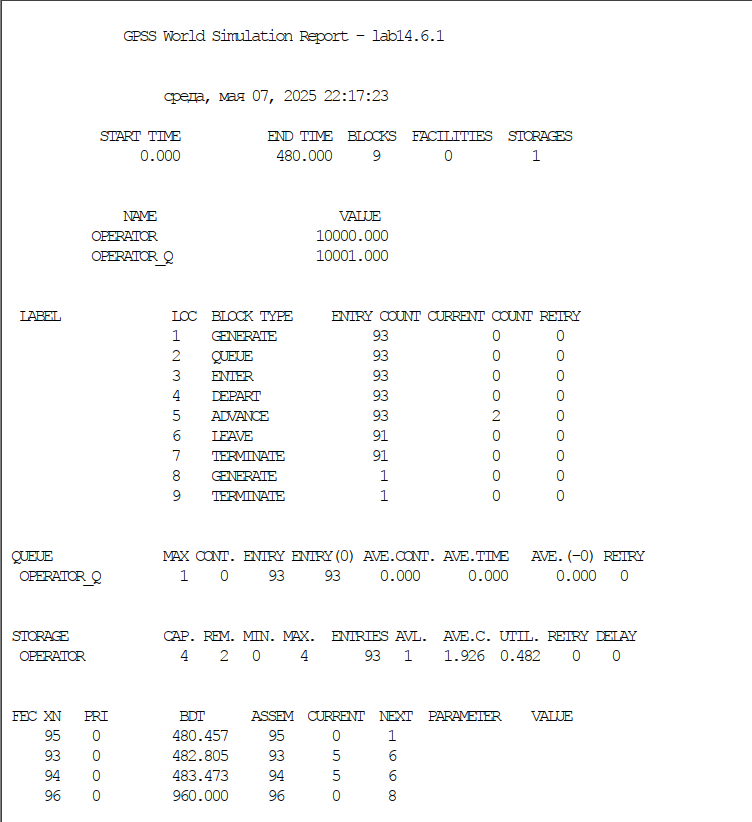 GPSS World Simulation Report - lab14.6.1
среда, мая 07, 2025 22:17:23
START TIME END TIME BLOCKS FACILITIES STORAGES
0.000 480.000 9 0 1
NAME VALUE
OPERATOR 10000.000
OPERATOR_Q 10001.000
LABEL LOC BLOCK TYPE ENTRY COUNT CURRENT COUNT RETRY
1 GENERATE 93 0 0
2 QUEUE 93 0 0
3 ENTER 93 0 0
4 DEPART 93 0 0
5 ADVANCE 93 2 0
6 LEAVE 91 0 0
7 TERMINATE 91 0 0
8 GENERATE 1 0 0
9 TERMINATE 1 0 0
QUEUE MAX CONT. ENTRY ENTRY(0) AVE.CONT. AVE.TIME AVE.(-0) RETRY
OPERATOR_Q 1 0 93 93 0.000 0.000 0.000 0
STORAGE CAP. REM. MIN. MAX. ENTRIES AVL. AVE.C. UTIL. RETRY DELAY
OPERATOR 4 2 0 4 93 1 1.926 0.482 0 0
FEC XN PRI BDT ASSEM CURRENT NEXT PARAMETER VALUE
95 0 480.457 95 0 1
93 0 482.805 93 5 6
94 0 483.473 94 5 6
96 0 960.000 96 0 8